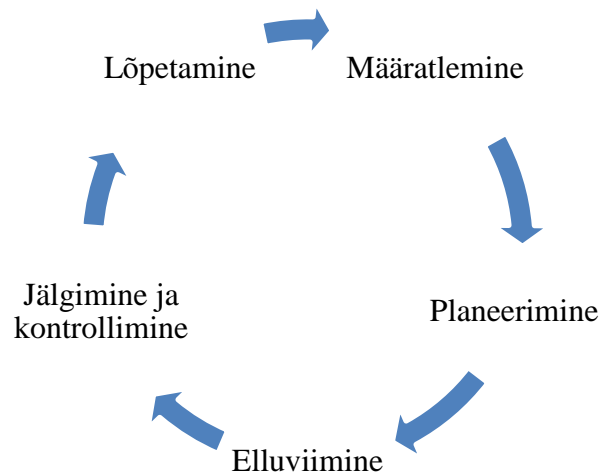 Lõpetamine
Määratlemine
Planeerimine
Elluviimine
Jälgimine ja
kontrollimine